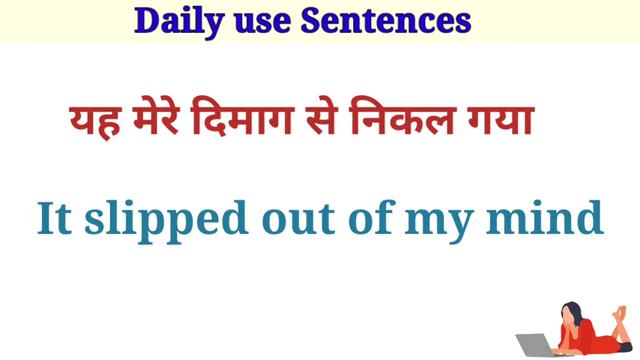 Daily use Sentences
यह मेरे दिमाग से निकल गया
It slipped out of my mind